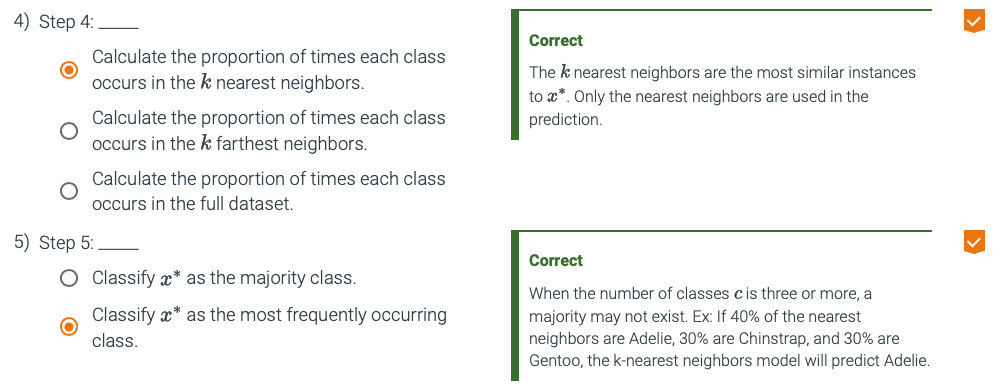 4) Step 4: _____
Calculate the proportion of times each class
occurs in the k nearest neighbors.
Calculate the proportion of times each class
occurs in the k farthest neighbors.
Calculate the proportion of times each class
occurs in the full dataset.
Correct
The k nearest neighbors are the most similar instances
to x*. Only the nearest neighbors are used in the
prediction.
5) Step 5: _____
Classify x* as the majority class.
Classify x* as the most frequently occurring
class.
Correct
When the number of classes c is three or more, a
majority may not exist. Ex: If 40% of the nearest
neighbors are Adelie, 30% are Chinstrap, and 30% are
Gentoo, the k-nearest neighbors model will predict Adelie.